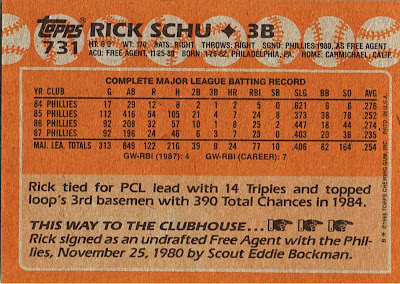 Topps
731
RICK SCHU ✦ 3B
HT: 6'0" WT: 170 BATS: RIGHT THROWS: RIGHT SGND: PHILLIES-1980, AS FREE AGENT
ACQ: FREE AGENT, 11-25-80 BORN: 1-26-62, PHILADELPHIA, PA. HOME: CARMICHAEL, CALIF.
COMPLETE MAJOR LEAGUE BATTING RECORD
YR CLUB G AB R H 2B 3B HR RBI SB SLG BB SO AVG
84 PHILLIES 17 29 12 8 2 1 2 5 0 .621 6 6 .276
85 PHILLIES 112 416 54 105 21 4 7 24 8 .373 38 78 .252
86 PHILLIES 92 208 32 57 10 1 8 25 2 .447 18 44 .274
87 PHILLIES 92 196 24 46 6 3 7 23 0 .403 20 36 .235
MAJ. LEA. TOTALS 313 849 122 216 39 9 24 77 10 .406 82 164 .254
GW-RBI (1987): 4 GW-RBI (CAREER): 7
Rick tied for PCL lead with 14 Triples and topped
loop's 3rd basemen with 390 Total Chances in 1984.
THIS WAY TO THE CLUBHOUSE...
Rick signed as an undrafted Free Agent with the Phil-
lies, November 25, 1980 by Scout Eddie Bockman.
B ✱ © 1988 TOPPS CHEWING GUM, INC. PRTD. IN U.S.A.